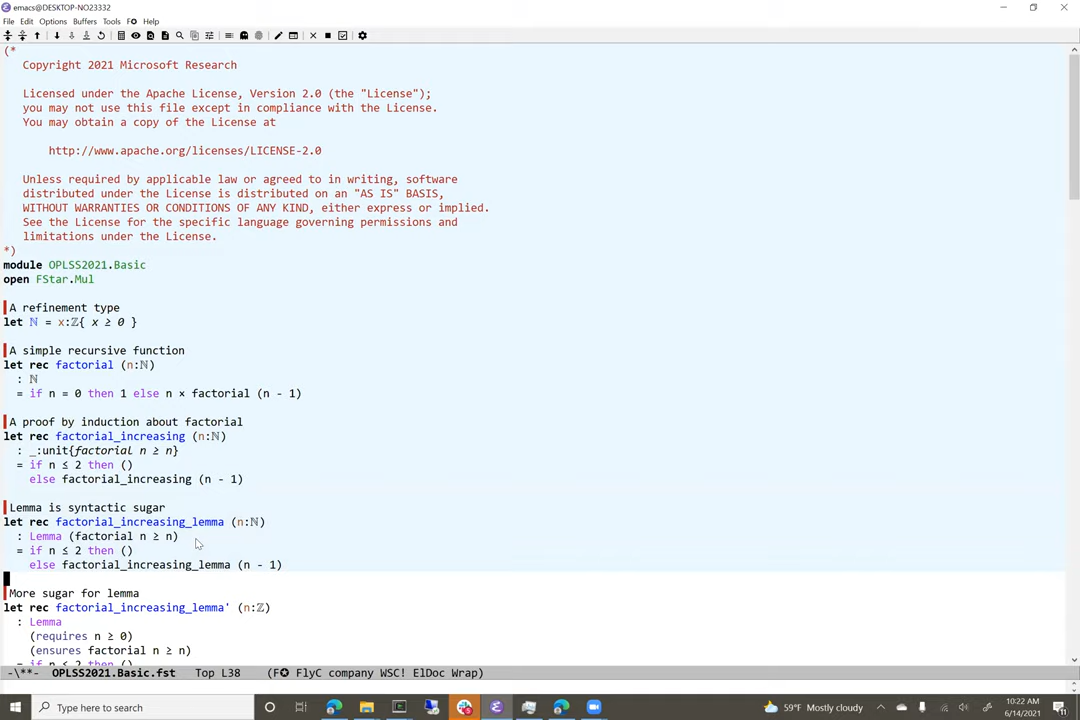 emacs@DESKTOP-NO23332
File Edit Options Buffers Tools F✪ Help
(*
Copyright 2021 Microsoft Research
Licensed under the Apache License, Version 2.0 (the "License");
you may not use this file except in compliance with the License.
You may obtain a copy of the License at
http://www.apache.org/licenses/LICENSE-2.0
Unless required by applicable law or agreed to in writing, software
distributed under the License is distributed on an "AS IS" BASIS,
WITHOUT WARRANTIES OR CONDITIONS OF ANY KIND, either express or implied.
See the License for the specific language governing permissions and
limitations under the License.
*)
module OPLSS2021.Basic
open FStar.Mul
A refinement type
let ℕ = x:ℤ{ x ≥ 0 }
A simple recursive function
let rec factorial (n:ℕ)
: ℕ
= if n = 0 then 1 else n × factorial (n - 1)
A proof by induction about factorial
let rec factorial_increasing (n:ℕ)
: _:unit{factorial n ≥ n}
= if n ≤ 2 then ()
else factorial_increasing (n - 1)
Lemma is syntactic sugar
let rec factorial_increasing_lemma (n:ℕ)
: Lemma (factorial n ≥ n)
= if n ≤ 2 then ()
else factorial_increasing_lemma (n - 1)
More sugar for lemma
let rec factorial_increasing_lemma' (n:ℤ)
: Lemma
(requires n ≥ 0)
(ensures factorial n ≥ n)
= if n ≤ 2 then ()
-\**- OPLSS2021.Basic.fst Top L38 (F✪ FlyC company WSC! ElDoc Wrap)
Type here to search
59°F Mostly cloudy
10:22 AM
6/14/2021